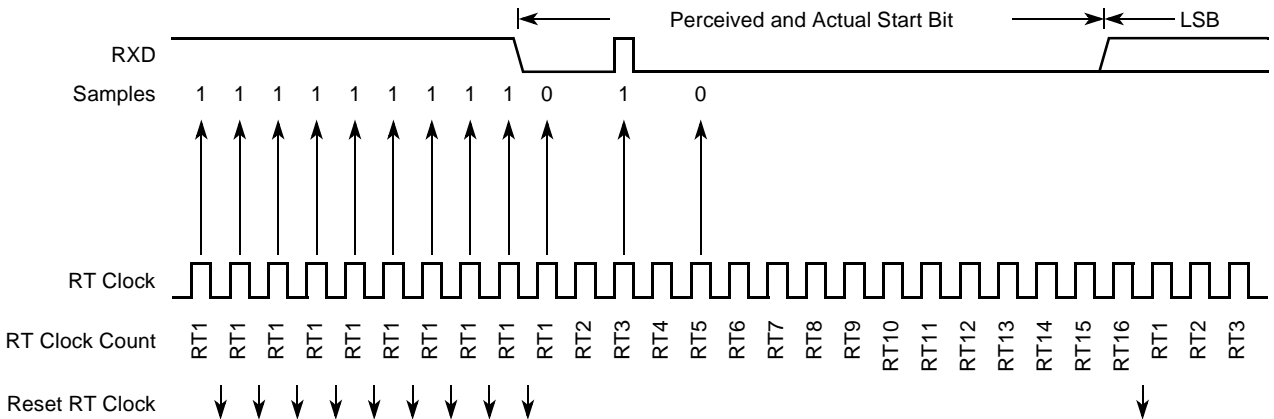 Perceived and Actual Start Bit LSB
RXD
Samples 1 1 1 1 1 1 1 1 1 0 1 0
RT Clock
RT Clock Count RT1 RT1 RT1 RT1 RT1 RT1 RT1 RT1 RT1 RT1 RT2 RT3 RT4 RT5 RT6 RT7 RT8 RT9 RT10 RT11 RT12 RT13 RT14 RT15 RT16 RT1 RT2 RT3
Reset RT Clock